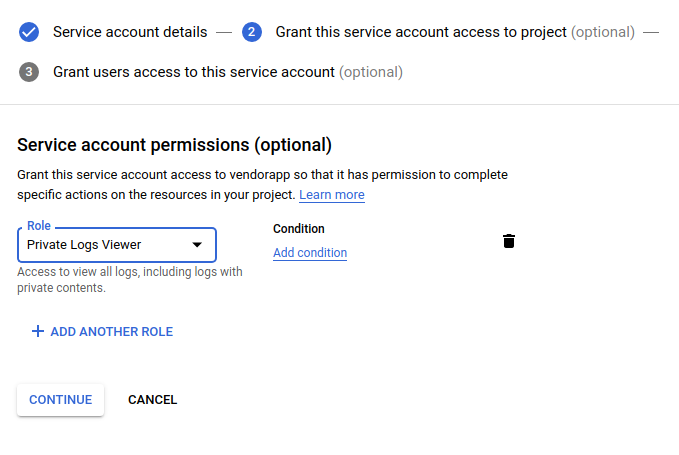 Service account details — 2 Grant this service account access to project (optional) —
3 Grant users access to this service account (optional)
Service account permissions (optional)
Grant this service account access to vendorapp so that it has permission to complete
specific actions on the resources in your project. Learn more
Role
Condition
Private Logs Viewer
Add condition
Access to view all logs, including logs with
private contents.
+ ADD ANOTHER ROLE
CONTINUE CANCEL